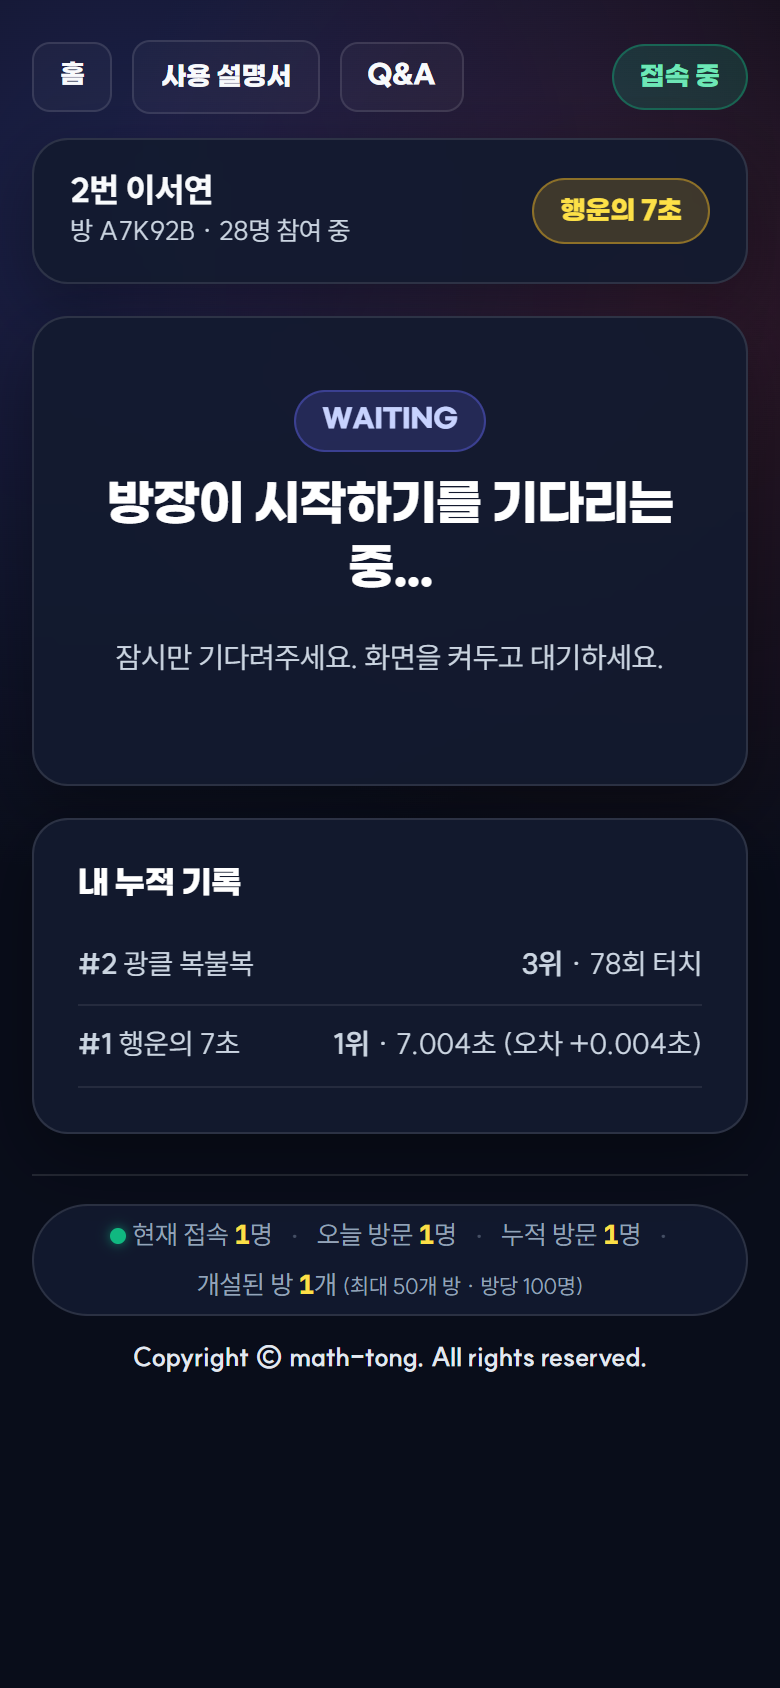 홈
사용 설명서
Q&A
접속 중
2번 이서연
방 A7K92B · 28명 참여 중
행운의 7초
WAITING
방장이 시작하기를 기다리는
중...
잠시만 기다려주세요. 화면을 켜두고 대기하세요.
내 누적 기록
#2 광클 복불복 3위 · 78회 터치
#1 행운의 7초 1위 · 7.004초 (오차 +0.004초)
현재 접속 1명 · 오늘 방문 1명 · 누적 방문 1명 ·
개설된 방 1개 (최대 50개 방 · 방당 100명)
Copyright © math-tong. All rights reserved.